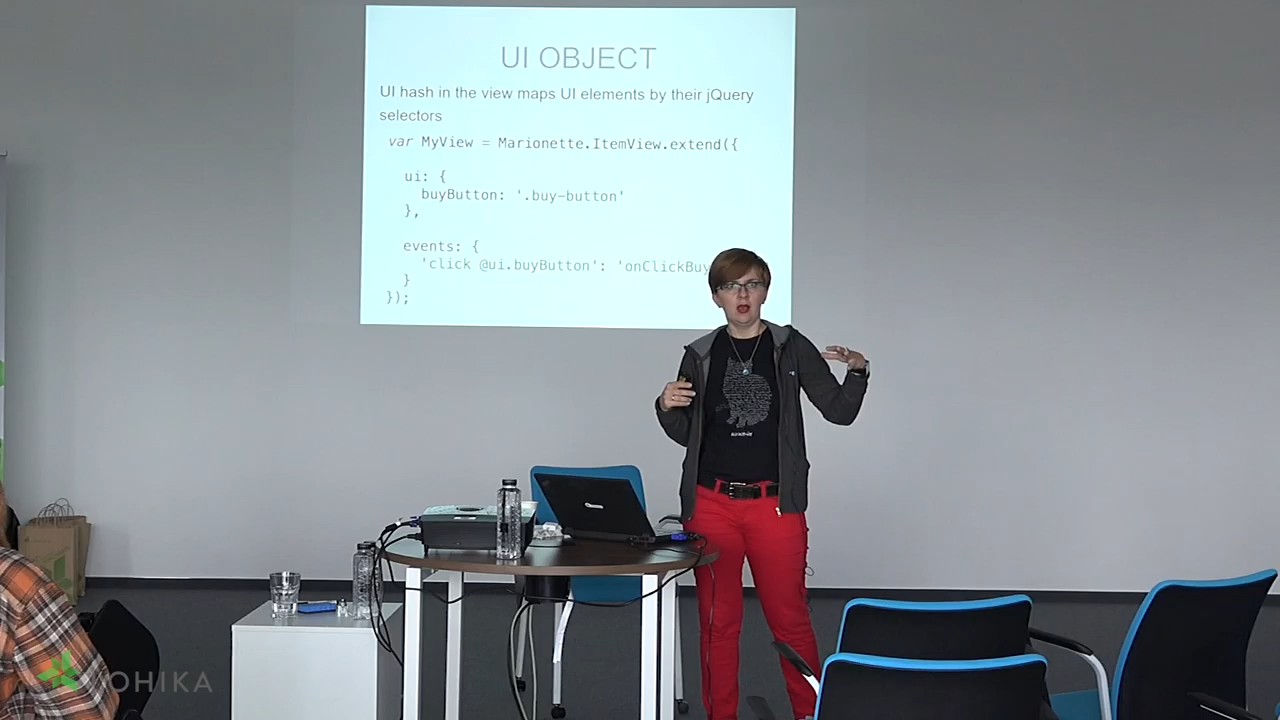 UI OBJECT
UI hash in the view maps UI elements by their jQuery
selectors
var MyView = Marionette.ItemView.extend({
ui: {
buyButton: '.buy-button'
},
events: {
'click @ui.buyButton': 'onClickBuy
}
});
OHIKA